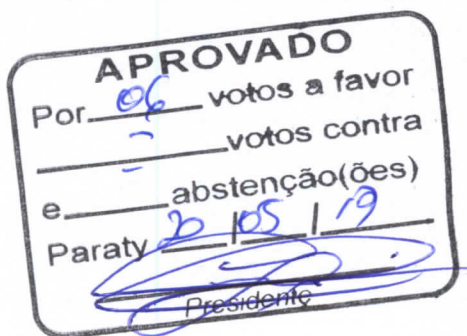 APROVADO
Por 06 votos a favor
- votos contra
e - abstenção(ões)
Paraty 20 / 05 / 19
Presidente